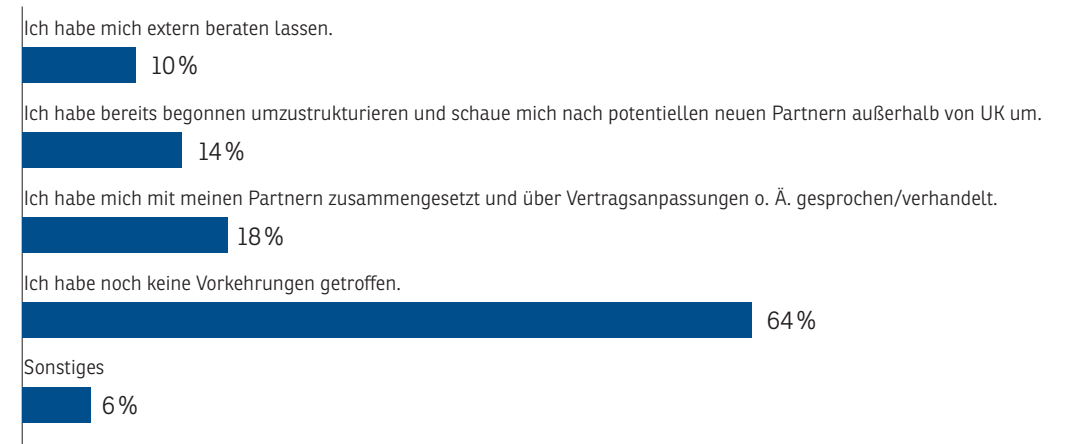 Ich habe mich extern beraten lassen.
10 %
Ich habe bereits begonnen umzustrukturieren und schaue mich nach potentiellen neuen Partnern außerhalb von UK um.
14 %
Ich habe mich mit meinen Partnern zusammengesetzt und über Vertragsanpassungen o. Ä. gesprochen/verhandelt.
18 %
Ich habe noch keine Vorkehrungen getroffen.
64 %
Sonstiges
6 %